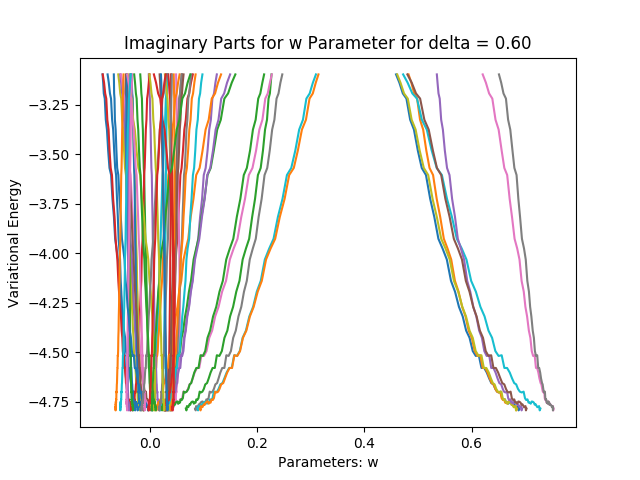 Imaginary Parts for w Parameter for delta = 0.60
−3.25
−3.50
−3.75
−4.00
−4.25
−4.50
−4.75
Variational Energy
0.0 0.2 0.4 0.6
Parameters: w